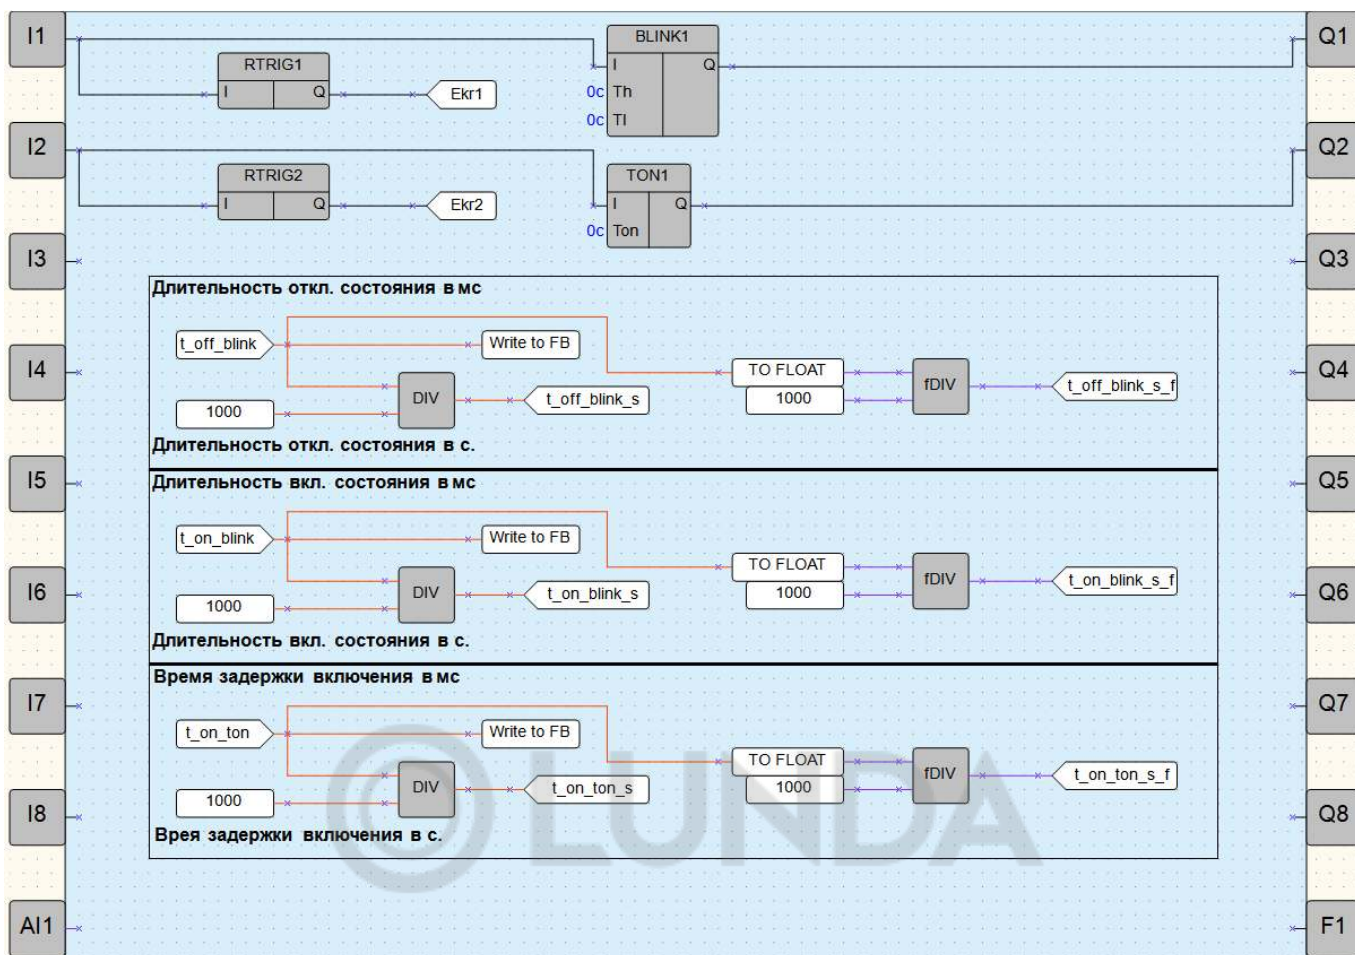 I1
BLINK1
Q1
RTRIG1
I Q
I Q
Ekr1
0c Th
0c Tl
I2
Q2
RTRIG2
TON1
I Q
Ekr2
I Q
0c Ton
I3
Q3
Длительность откл. состояния в мс
t_off_blink
Write to FB
I4
TO FLOAT
fDIV
Q4
DIV
1000
t_off_blink_s_f
1000
t_off_blink_s
Длительность откл. состояния в с.
I5
Длительность вкл. состояния в мс
Q5
t_on_blink
Write to FB
I6
TO FLOAT
fDIV
Q6
DIV
1000
t_on_blink_s_f
1000
t_on_blink_s
Длительность вкл. состояния в с.
Время задержки включения в мс
I7
Q7
t_on_ton
Write to FB
TO FLOAT
fDIV
DIV
1000
t_on_ton_s_f
1000
t_on_ton_s
I8
Q8
Врея задержки включения в с.
© LUNDA
AI1
F1